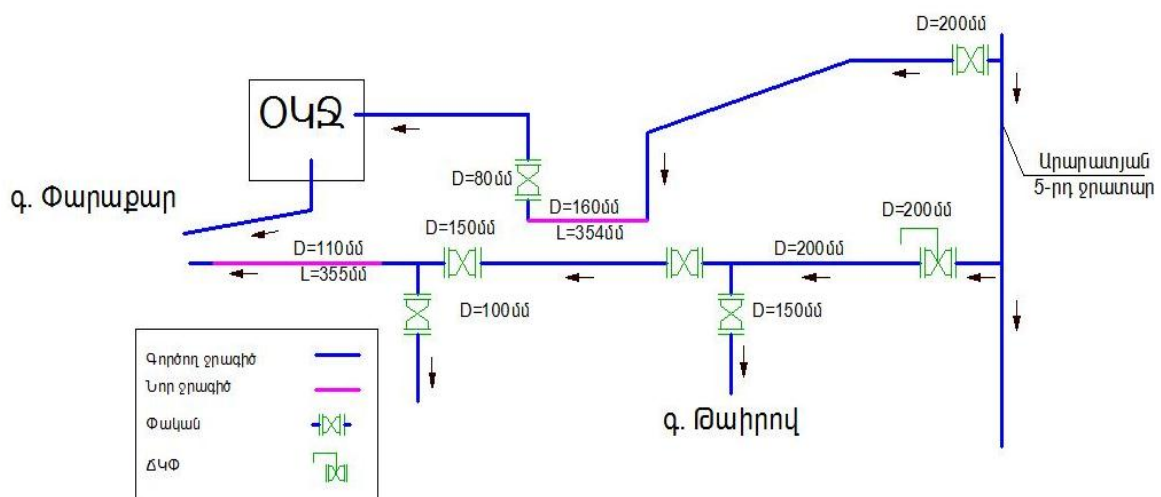 D=200մմ
ՕԿՋ
Արարատյան
5-րդ ջրատար
D=80մմ
գ. Փարաքար
D=160մմ
L=354մմ
D=200մմ
D=150մմ
D=110մմ
L=355մմ
D=200մմ
D=100մմ
D=150մմ
Գործող ջրագիծ
Նոր ջրագիծ
Փական
ՃԿՓ
գ. Թաիրով